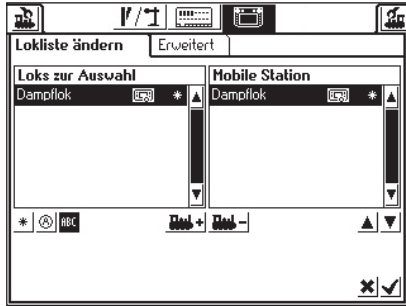 Lokliste ändern Erweitert
Loks zur Auswahl Mobile Station
Dampflok * Dampflok *
* A ABC + -